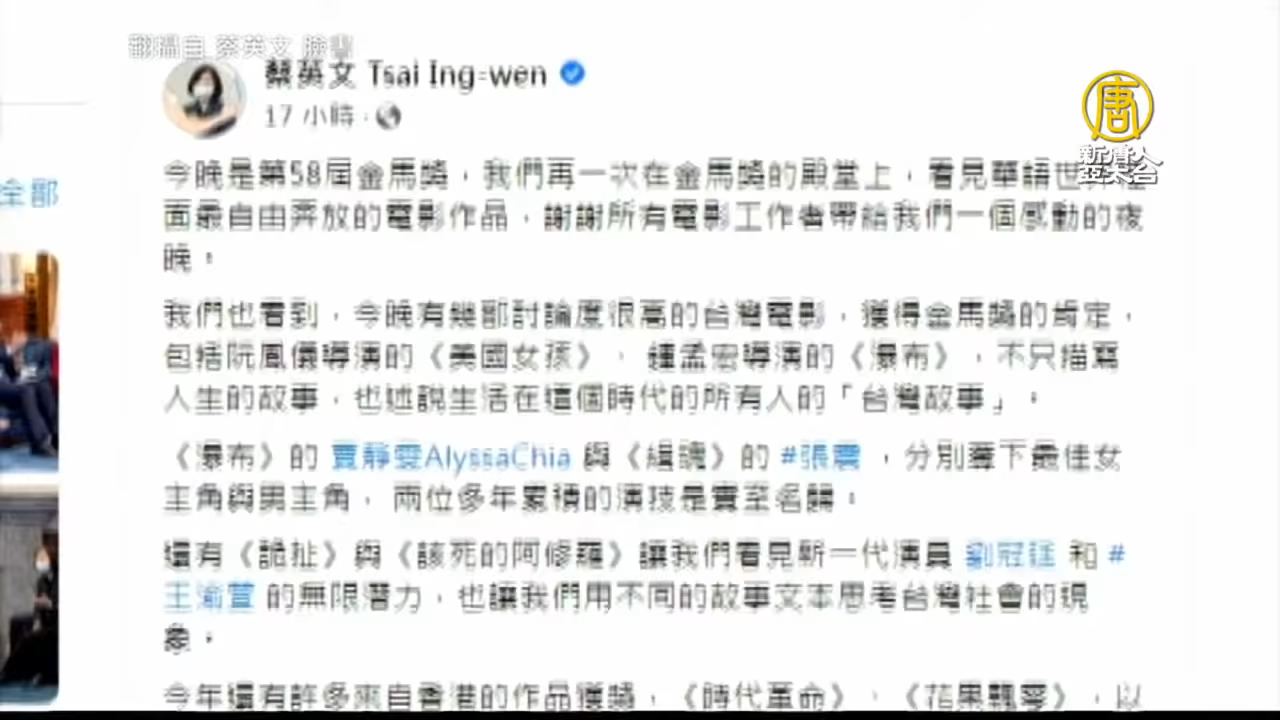 翻攝自 蔡英文 臉書
蔡英文 Tsai Ing-wen
17 小時 ·
唐
新唐人
亞太台
全部
今晚是第58屆金馬獎，我們再一次在金馬獎的殿堂上，看見華語世
面最自由奔放的電影作品，謝謝所有電影工作者帶給我們一個感動的夜
晚。
我們也看到，今晚有幾部討論度很高的台灣電影，獲得金馬獎的肯定，
包括阮鳳儀導演的《美國女孩》、 鍾孟宏導演的《瀑布》，不只描寫
人生的故事，也述說生活在這個時代的所有人的「台灣故事」。
《瀑布》的 賈靜雯AlyssaChia 與《緝魂》的 #張震 ，分別奪下最佳女
主角與男主角， 兩位多年累積的演技是實至名歸。
還有《詭扯》與《該死的阿修羅》讓我們看見新一代演員 劉冠廷 和 #
王渝萱 的無限潛力，也讓我們用不同的故事文本思考台灣社會的現
象。
今年還有許多來自香港的作品獲獎，《時代革命》、《花果飄零》，以